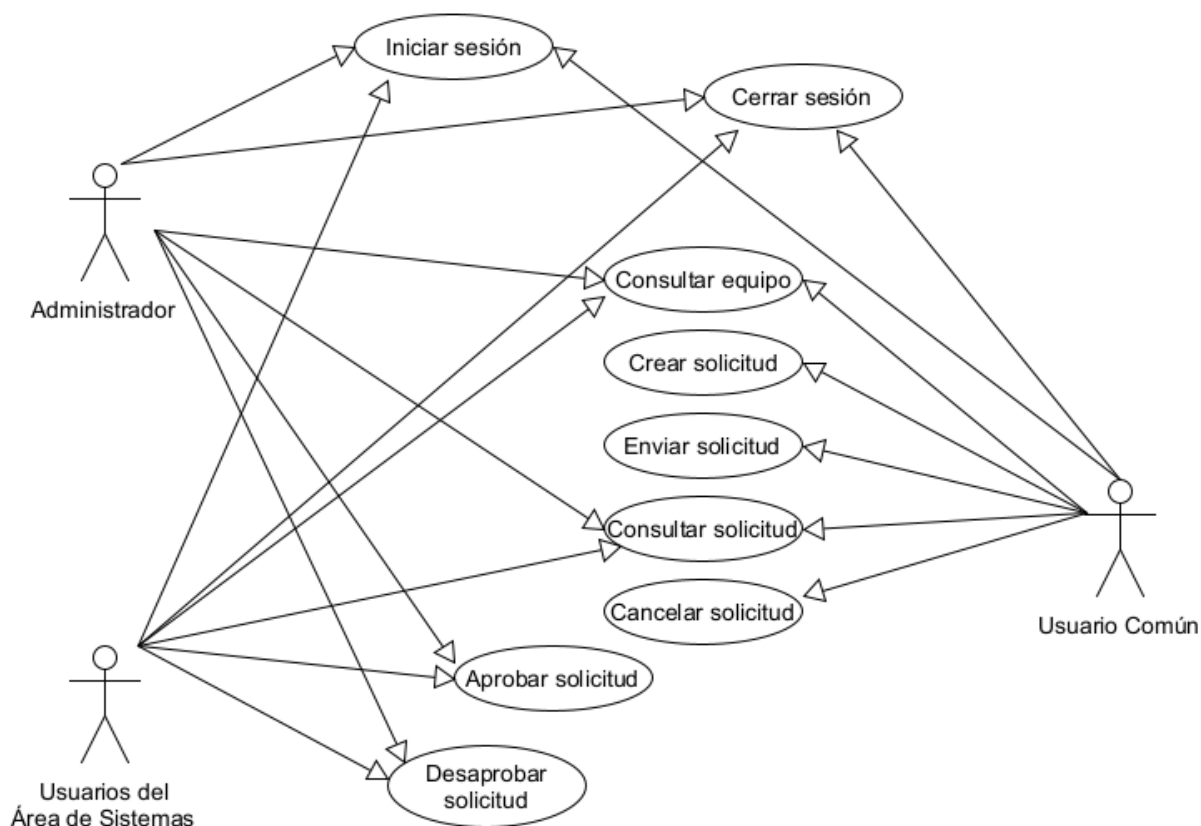 Iniciar sesión
Cerrar sesión
Administrador
Consultar equipo
Crear solicitud
Enviar solicitud
Consultar solicitud
Cancelar solicitud
Usuario Común
Aprobar solicitud
Desaprobar
solicitud
Usuarios del
Área de Sistemas